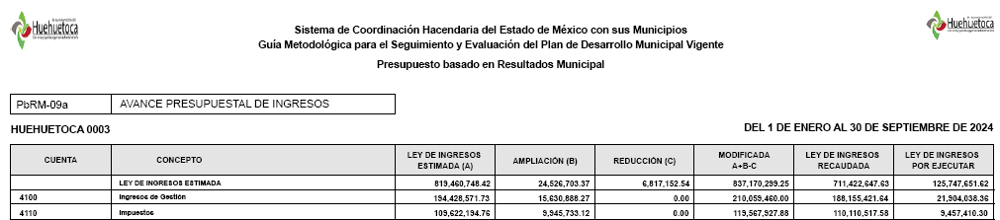 Huehuetoca
Huehuetoca
Sistema de Coordinación Hacendaria del Estado de México con sus Municipios
Guía Metodológica para el Seguimiento y Evaluación del Plan de Desarrollo Municipal Vigente
Presupuesto basado en Resultados Municipal
PbRM-09a AVANCE PRESUPUESTAL DE INGRESOS
HUEHUETOCA 0003 DEL 1 DE ENERO AL 30 DE SEPTIEMBRE DE 2024
CUENTA CONCEPTO LEY DE INGRESOS ESTIMADA (A) AMPLIACIÓN (B) REDUCCIÓN (C) MODIFICADA A+B-C LEY DE INGRESOS RECAUDADA LEY DE INGRESOS POR EJECUTAR
LEY DE INGRESOS ESTIMADA 819,460,748.42 24,526,703.37 6,817,152.54 837,170,299.25 711,422,647.63 125,747,651.62
4100 Ingresos de Gestión 194,428,571.73 15,630,888.27 0.00 210,059,460.00 188,155,421.64 21,904,038.36
4110 Impuestos 109,622,194.76 9,945,733.12 0.00 119,567,927.88 110,110,517.58 9,457,410.30